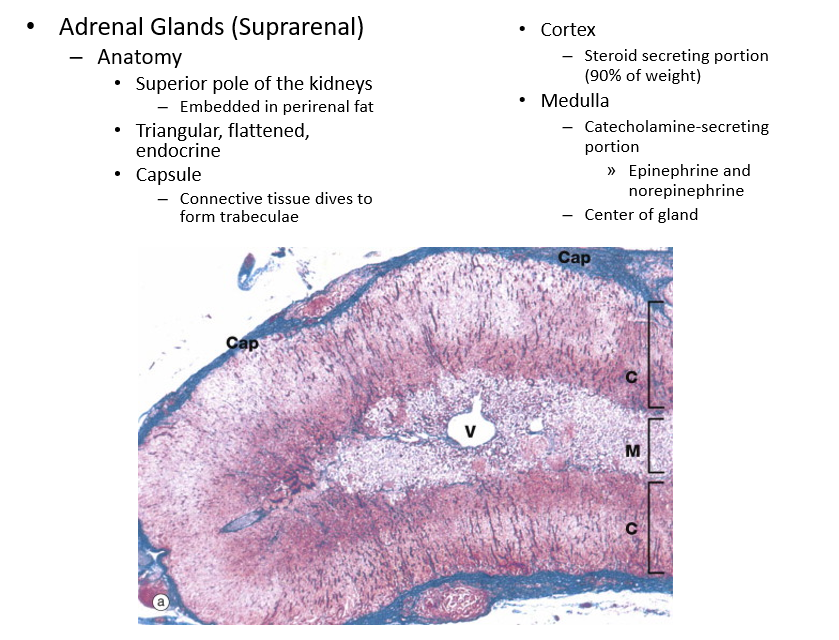 • Adrenal Glands (Suprarenal)
– Anatomy
• Superior pole of the kidneys
– Embedded in perirenal fat
• Triangular, flattened,
endocrine
• Capsule
– Connective tissue dives to
form trabeculae
• Cortex
– Steroid secreting portion
(90% of weight)
• Medulla
– Catecholamine-secreting
portion
» Epinephrine and
norepinephrine
– Center of gland
Cap
Cap
C
V
M
C
a